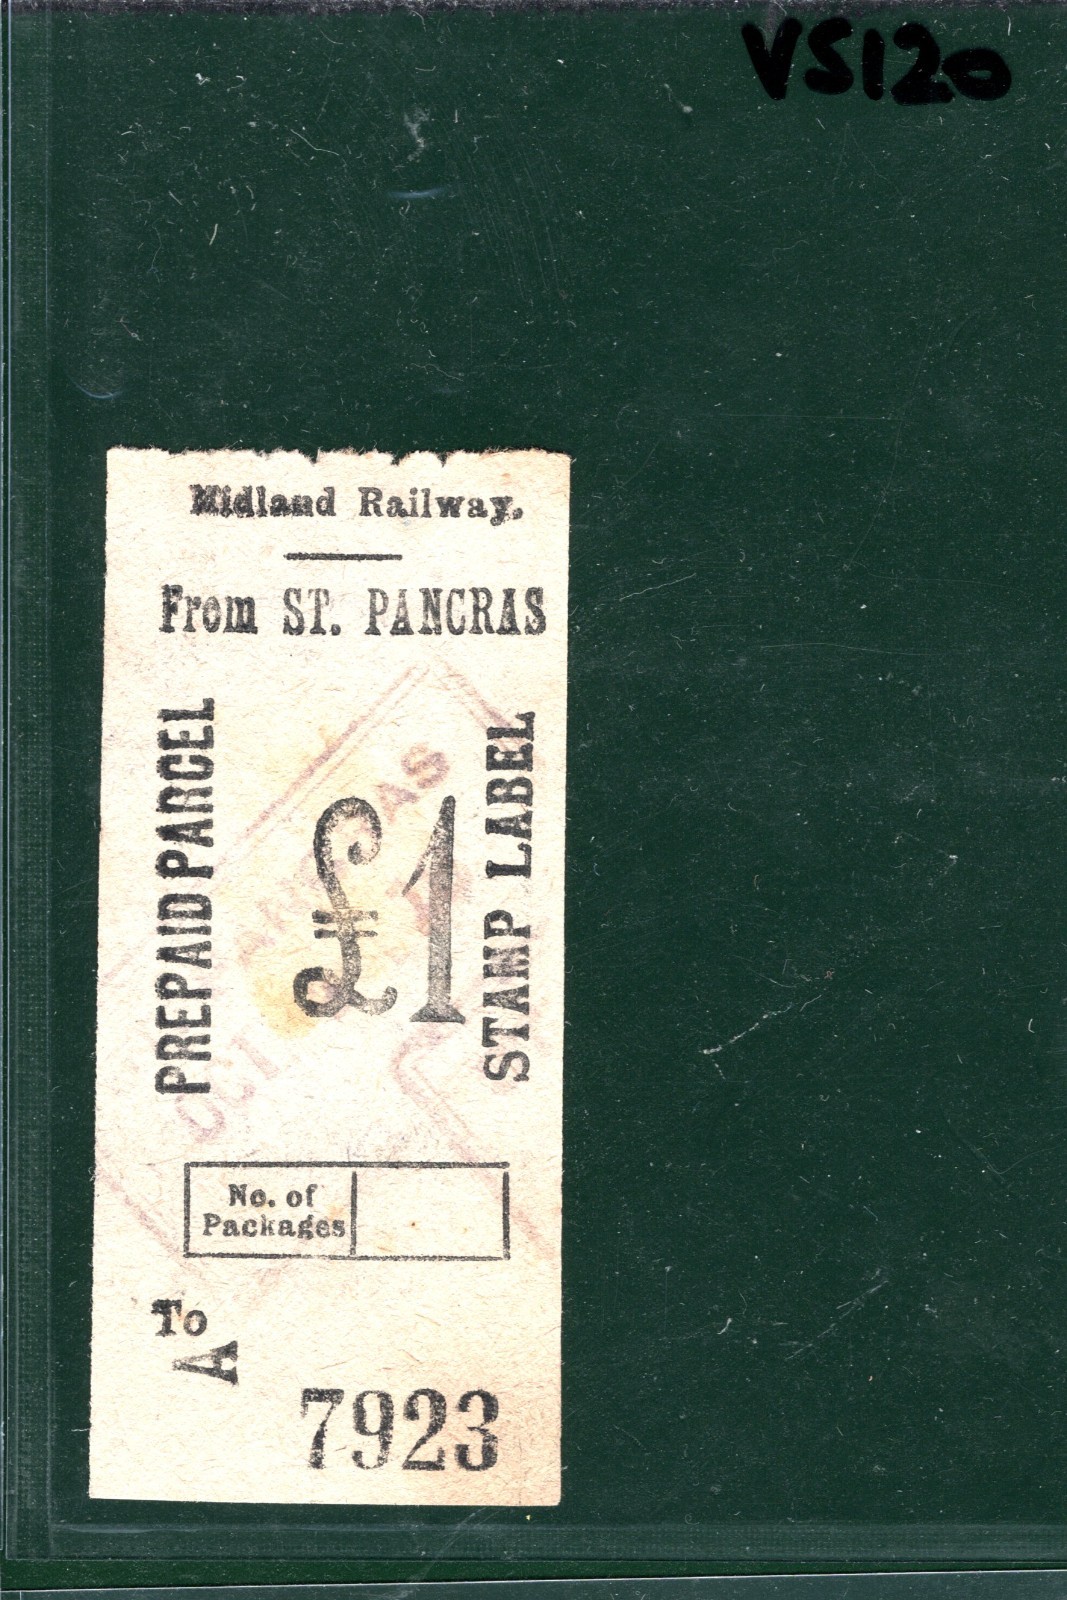 VS120
Midland Railway.
From ST. PANCRAS
PREPAID PARCEL
£1
STAMP LABEL
No. of
Packages
To
A
7923